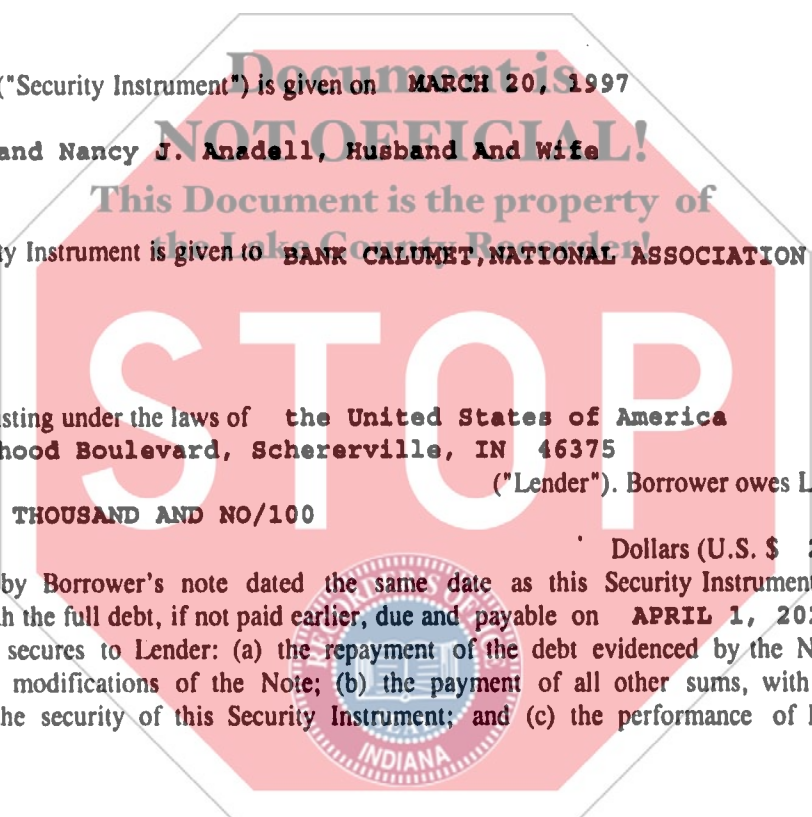 Document is
("Security Instrument") is given on MARCH 20, 1997
NOT OFFICIAL!
and Nancy J. Anadell, Husband And Wife
This Document is the property of
the Lake County Recorder!
Instrument is given to BANK CALUMET, NATIONAL ASSOCIATION
STOP
under the laws of the United States of America
Boulevard, Schererville, IN 46375
("Lender"). Borrower owes
THOUSAND AND NO/100
Dollars (U.S. $
by Borrower's note dated the same date as this Security Instrument
the full debt, if not paid earlier, due and payable on APRIL 1,
secures to Lender: (a) the repayment of the debt evidenced by the
modifications of the Note; (b) the payment of all other sums, with
the security of this Security Instrument; and (c) the performance of
RECORDER'S OFFICE
INDIANA